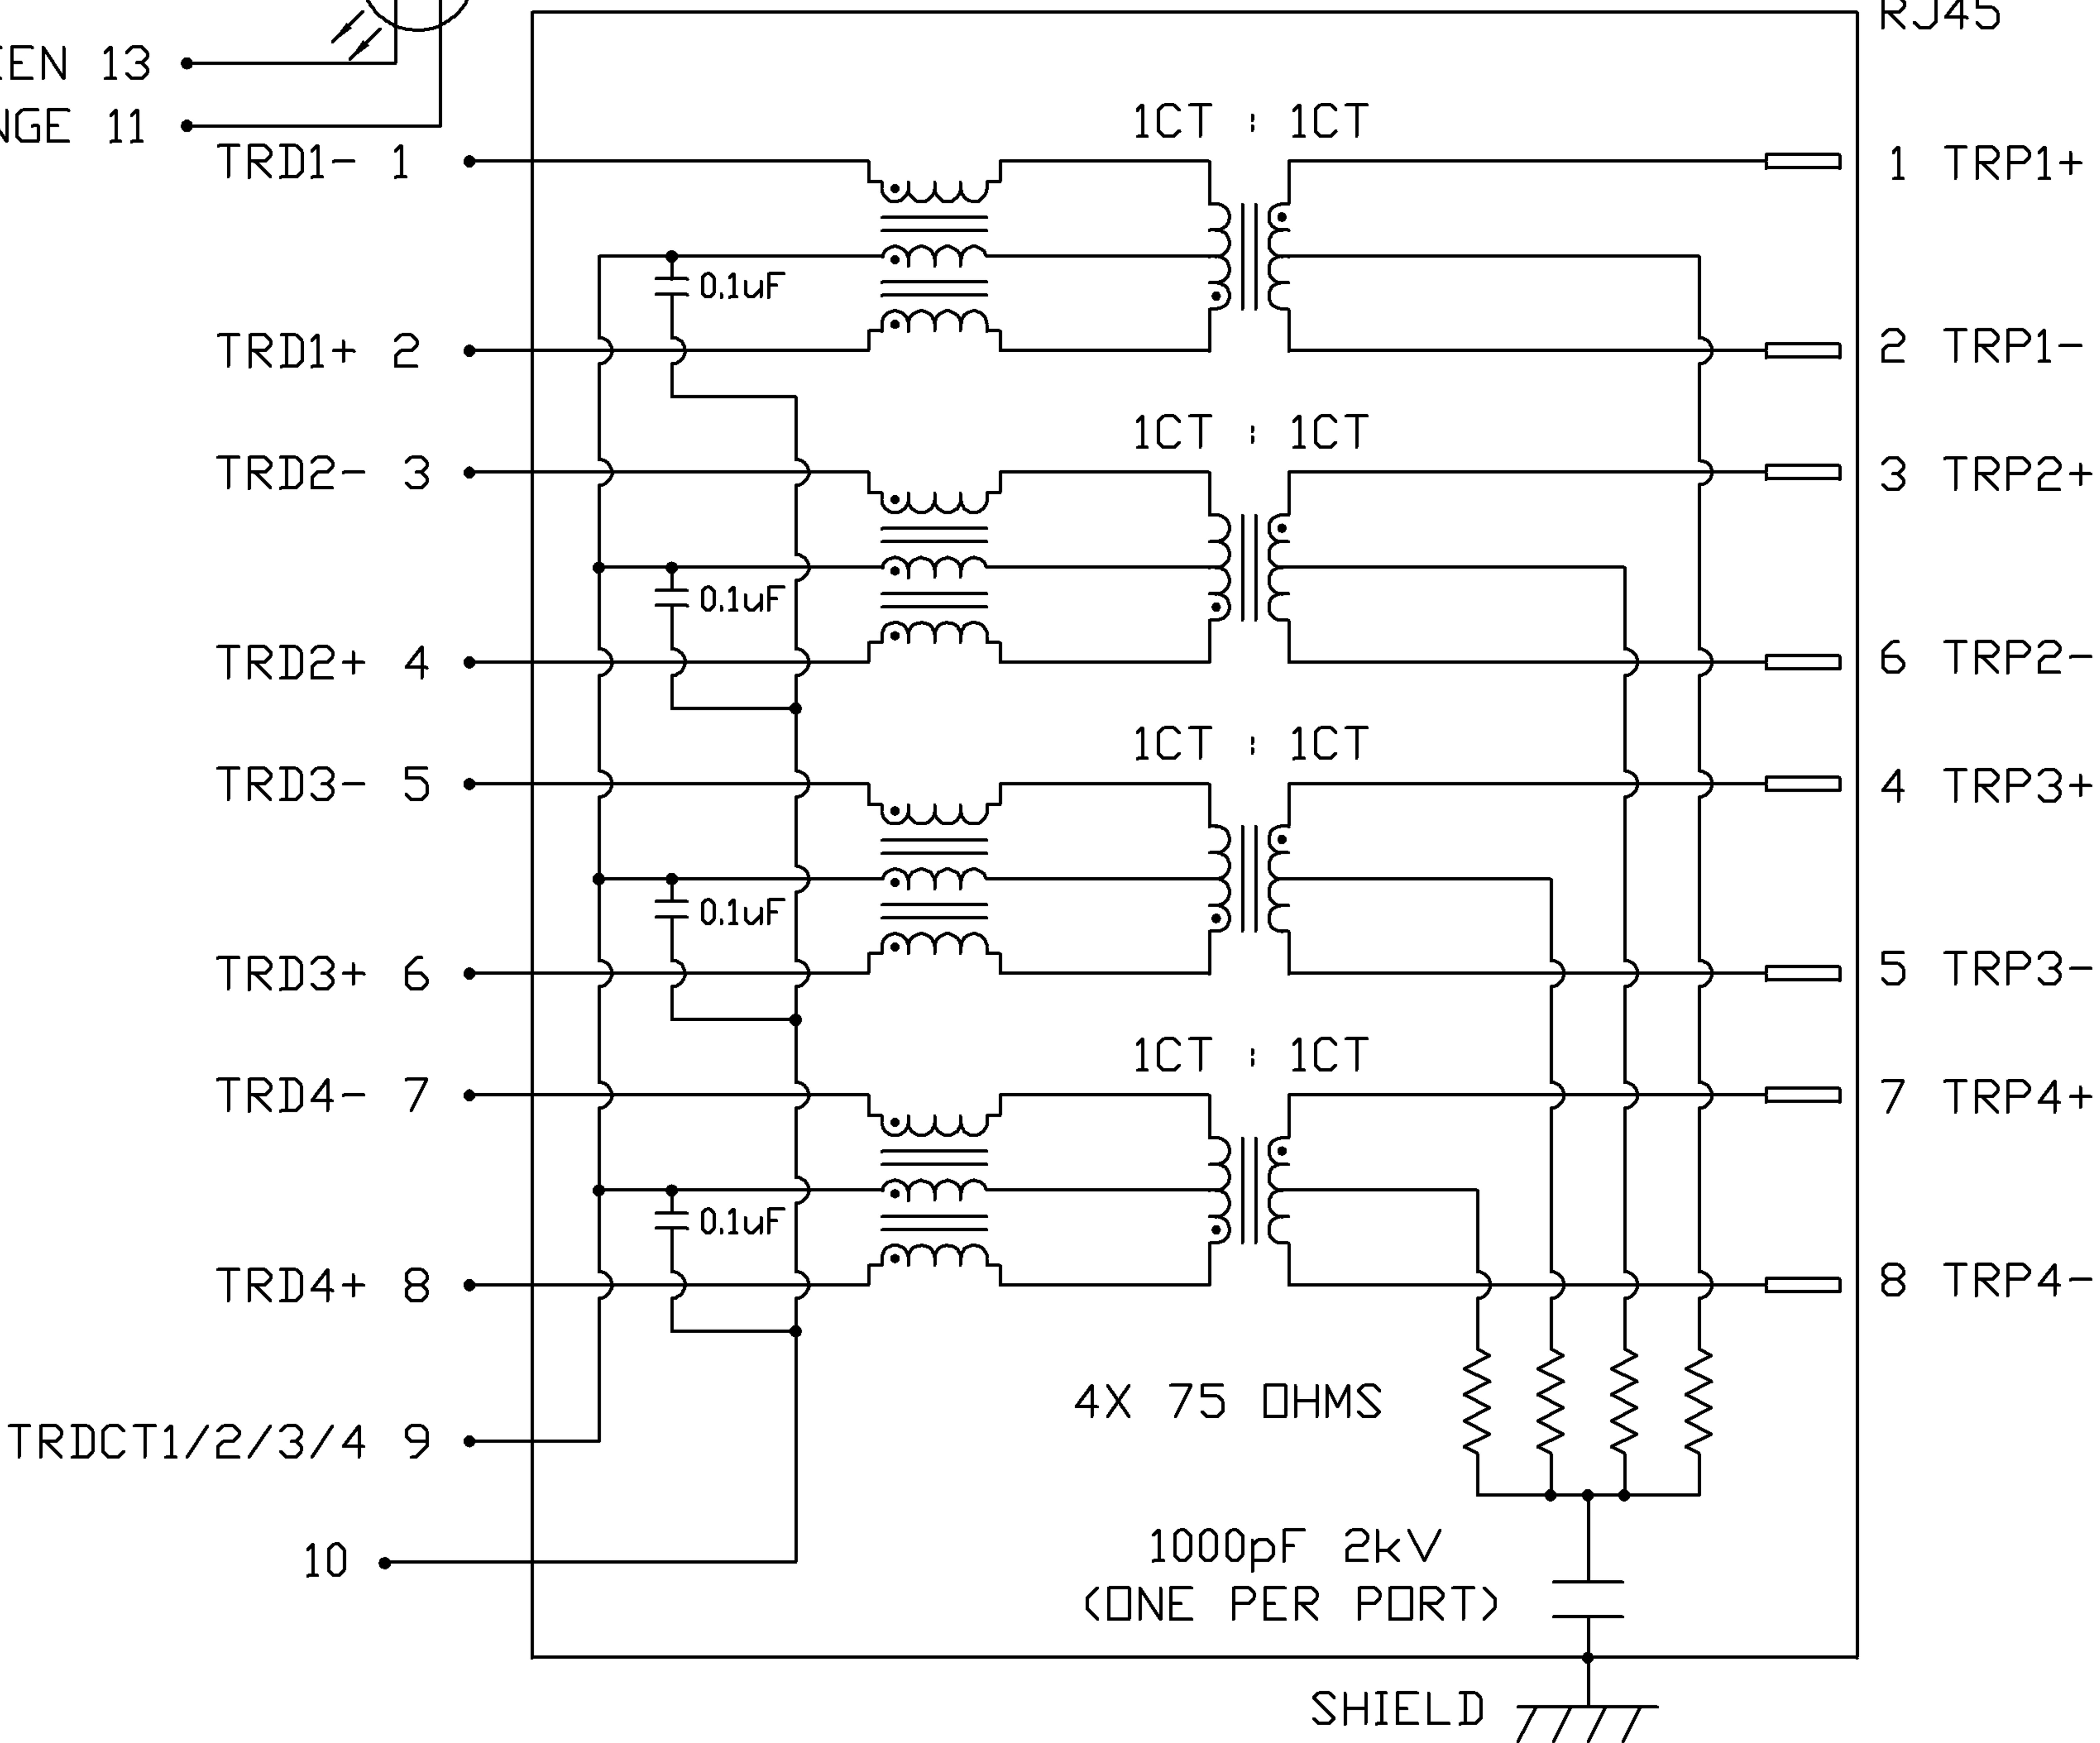 RJ45
EEN 13
NGE 11
1CT : 1CT
TRD1- 1
1 TRP1+
0.1uF
TRD1+ 2
2 TRP1-
1CT : 1CT
TRD2- 3
3 TRP2+
0.1uF
TRD2+ 4
6 TRP2-
1CT : 1CT
TRD3- 5
4 TRP3+
0.1uF
TRD3+ 6
5 TRP3-
1CT : 1CT
TRD4- 7
7 TRP4+
0.1uF
TRD4+ 8
8 TRP4-
4X 75 OHMS
TRDCT1/2/3/4 9
10
1000pF 2kV
(ONE PER PORT)
SHIELD